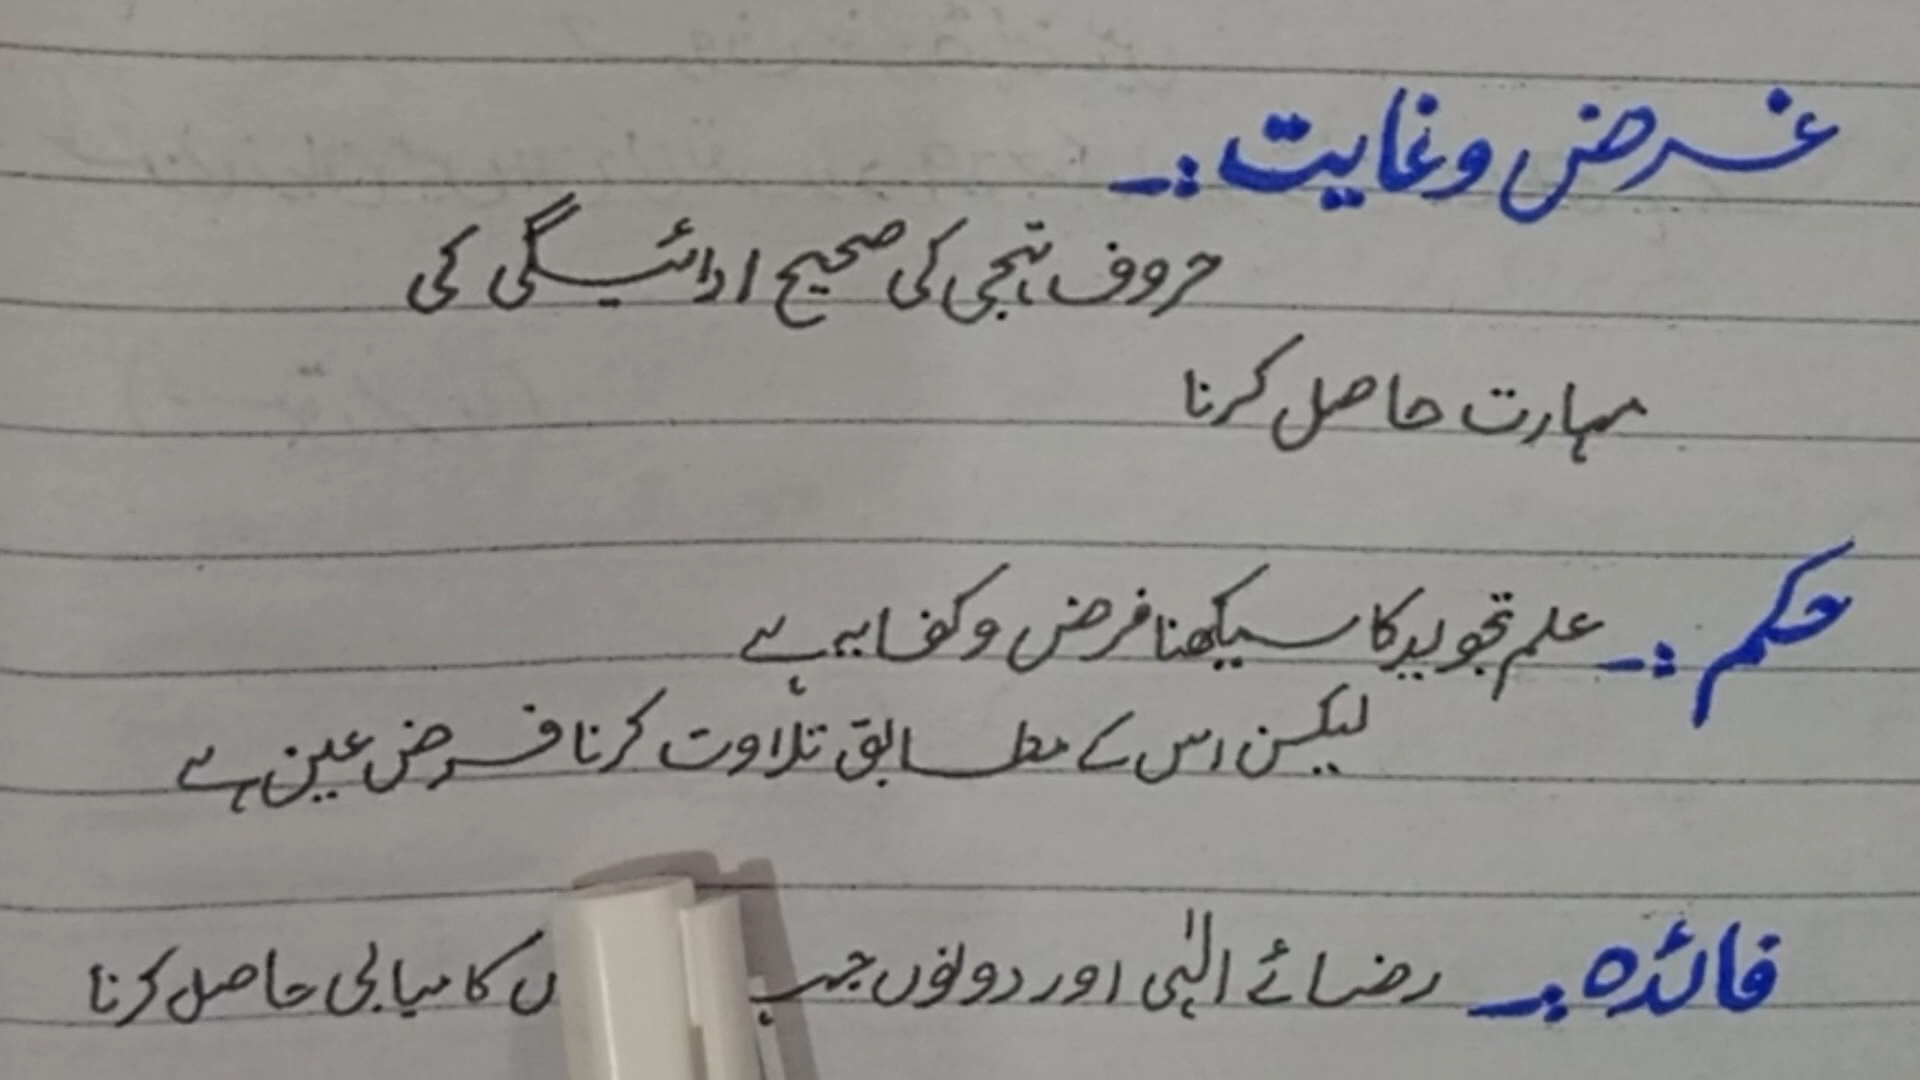 غرض وغایت :۔
حروف تہجی کی صحیح ادائیگی کی
مہارت حاصل کرنا
حکم :۔ علم تجوید کا سیکھنا فرض وکفایہ ہے
لیکن اس کے مطابق تلاوت کرنا فرض عین ہے
فائدہ :۔ رضائے الٰہی اور دونوں کامیابی حاصل کرنا